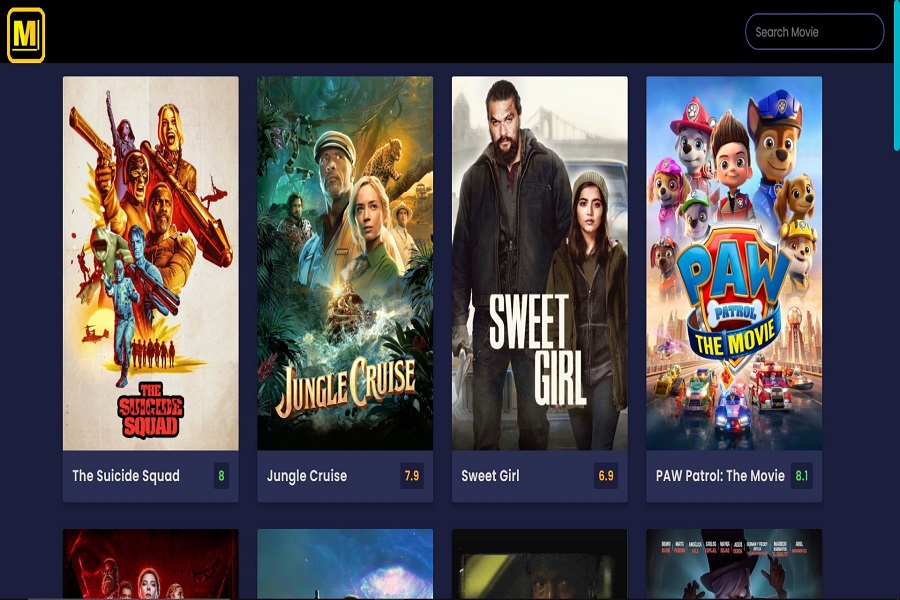 M
Search Movie
THE
SUICIDE
SQUAD
JUNGLE CRUISE
SWEET
GIRL
PAW
PATROL
THE MOVIE
The Suicide Squad 8
Jungle Cruise 7.9
Sweet Girl 6.9
PAW Patrol: The Movie 8.1